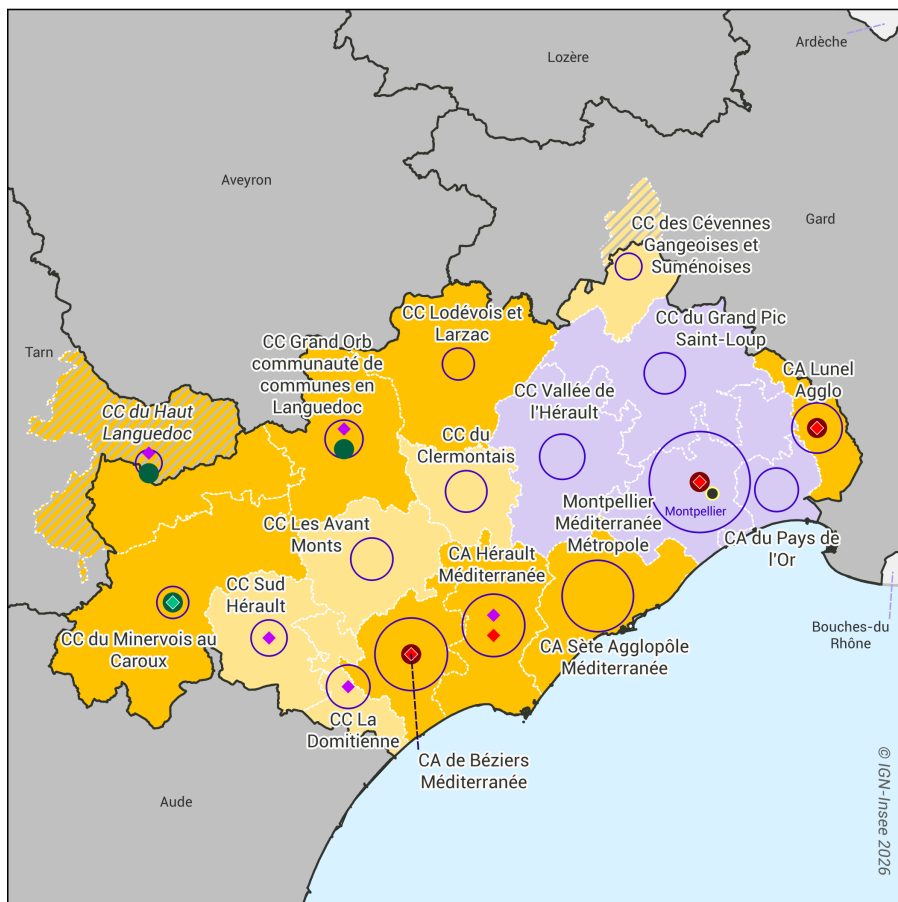 Ardèche
Lozère
Aveyron
Gard
CC des Cévennes
Gangeoises et
Suménoises
CC Lodévois et
Larzac
CC du Grand Pic
Saint-Loup
Tarn
CC Grand Orb
communauté de
communes en
Languedoc
CA Lunel
Agglo
CC Vallée de
l'Hérault
CC du Haut
Languedoc
CC du
Clermontais
Montpellier
Montpellier
Méditerranée
Métropole
CC Les Avant
Monts
CA du Pays de
l'Or
CA Hérault
Méditerranée
CC Sud
Hérault
CC du Minervois au
Caroux
CA Sète Agglopôle
Méditerranée
Bouches-du
Rhône
CC La
Domitienne
CA de Béziers
Méditerranée
Aude
© IGN-Insee 2026